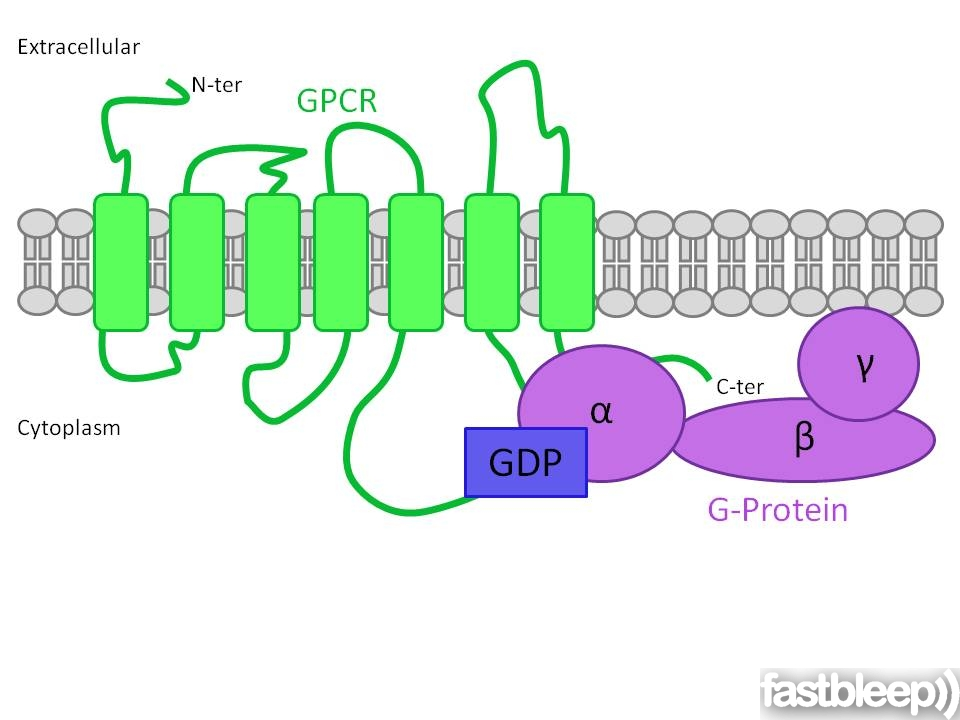 Extracellular
N-ter
GPCR
γ
C-ter
α
Cytoplasm
β
GDP
G-Protein
fastbleep